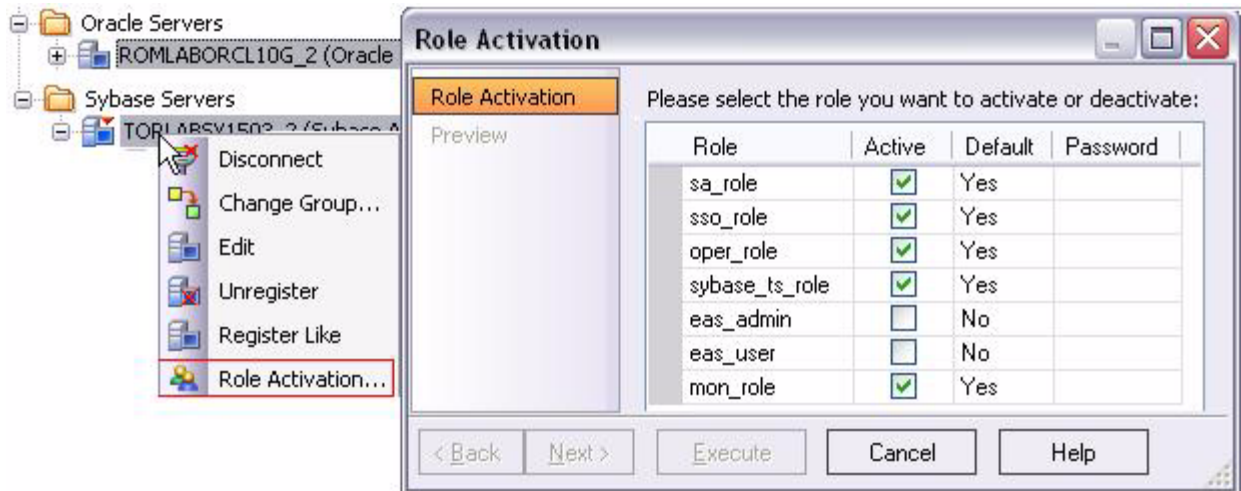 Oracle Servers
ROMLABORCL10G_2 (Oracle
Sybase Servers
TORLABSY1503_2 (Sybase A
Disconnect
Change Group...
Edit
Unregister
Register Like
Role Activation...
Role Activation
Role Activation
Preview
Please select the role you want to activate or deactivate:
Role Active Default Password
sa_role Yes
sso_role Yes
oper_role Yes
sybase_ts_role Yes
eas_admin No
eas_user No
mon_role Yes
< Back Next > Execute Cancel Help